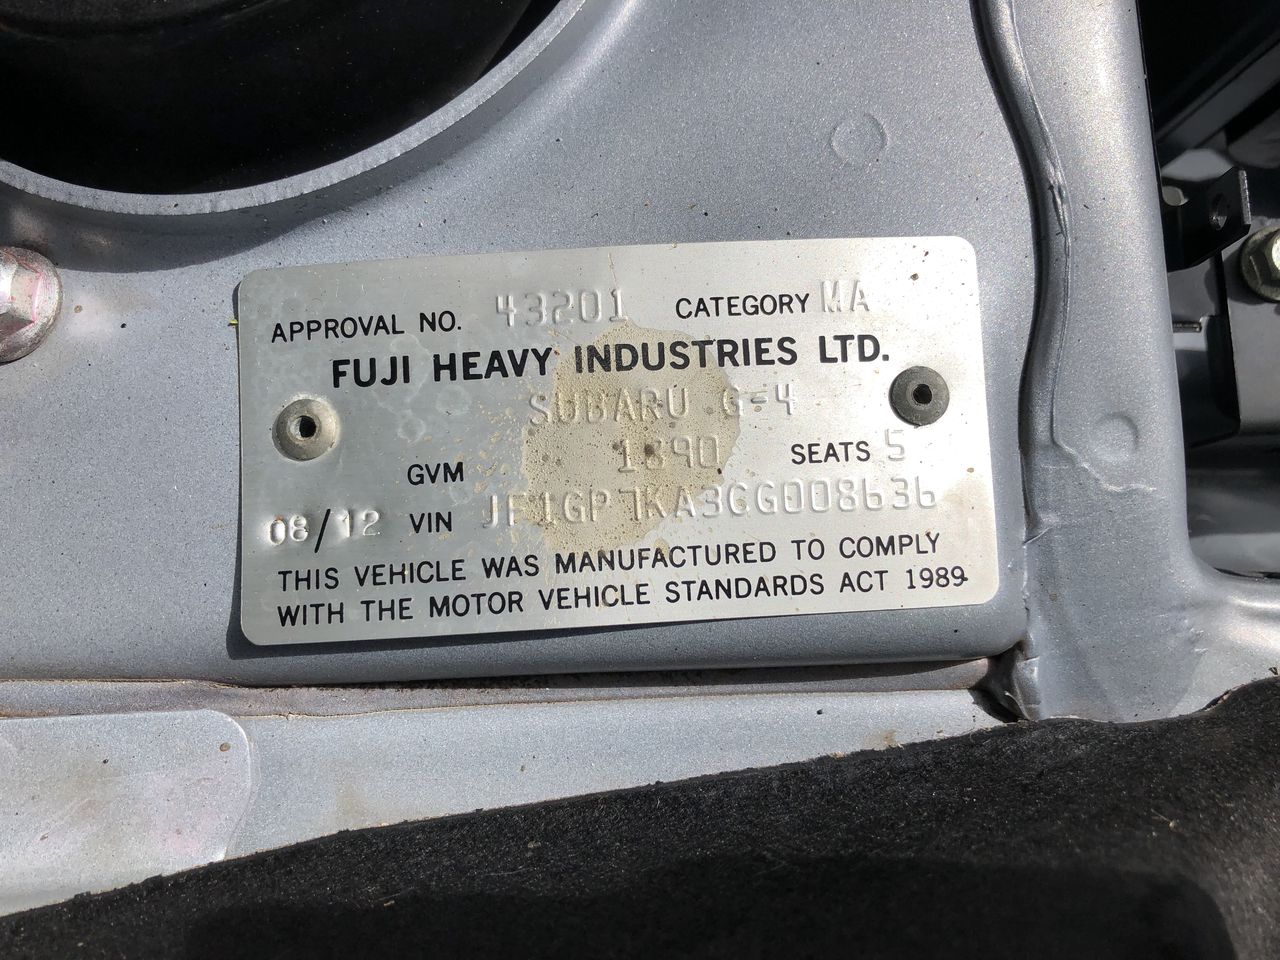 APPROVAL NO. 43201 CATEGORY MA
FUJI HEAVY INDUSTRIES LTD.
SUBARU G-4
GVM 1890 SEATS 5
08/12 VIN JF1GP7KA3CG008636
THIS VEHICLE WAS MANUFACTURED TO COMPLY
WITH THE MOTOR VEHICLE STANDARDS ACT 1989.